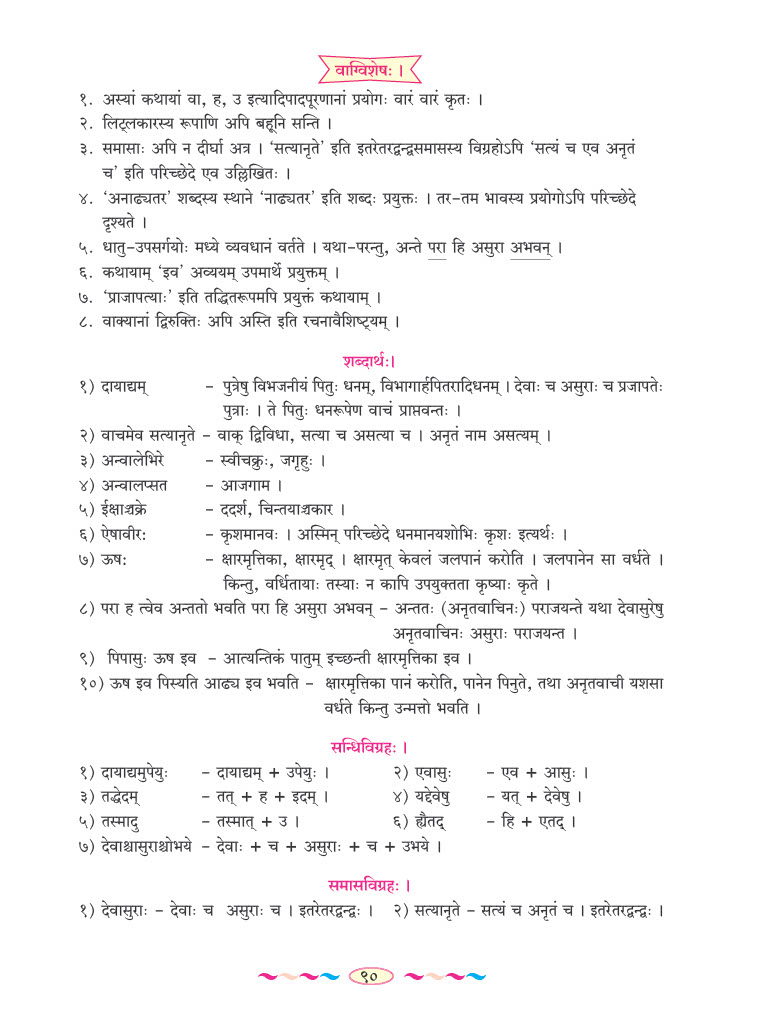 वाग्विशेषः ।
१. अस्यां कथायां वा, ह, उ इत्यादिपादपूरणानां प्रयोगः वारं वारं कृतः ।
२. लिट्लकारस्य रूपाणि अपि बहूनि सन्ति ।
३. समासाः अपि न दीर्घा अत्र । ‘सत्यानृते’ इति इतरेतरद्वन्द्वसमासस्य विग्रहोऽपि ‘सत्यं च एव अनृतं
च’ इति परिच्छेदे एव उल्लिखितः ।
४. ‘अनाढ्यतर’ शब्दस्य स्थाने ‘नाढ्यतर’ इति शब्दः प्रयुक्तः । तर-तम भावस्य प्रयोगोऽपि परिच्छेदे
दृश्यते ।
५. धातु-उपसर्गयोः मध्ये व्यवधानं वर्तते । यथा-परन्तु, अन्ते परा हि असुरा अभवन् ।
६. कथायाम् ‘इव’ अव्ययम् उपमार्थे प्रयुक्तम् ।
७. ‘प्राजापत्याः’ इति तद्धितरूपमपि प्रयुक्तं कथायाम् ।
८. वाक्यानां द्विरुक्तिः अपि अस्ति इति रचनावैशिष्ट्यम् ।
शब्दार्थः।
१) दायाद्यम् – पुत्रेषु विभजनीयं पितुः धनम्, विभागार्हपितरादिधनम् । देवाः च असुराः च प्रजापतेः
पुत्राः । ते पितुः धनरूपेण वाचं प्राप्तवन्तः ।
२) वाचमेव सत्यानृते – वाक् द्विविधा, सत्या च असत्या च । अनृतं नाम असत्यम् ।
३) अन्वालेभिरे – स्वीचक्रुः, जगृहुः ।
४) अन्वालप्सत – आजगाम ।
५) ईक्षाञ्चक्रे – ददर्श, चिन्तयाञ्चकार ।
६) ऐषावीरः – कृशमानवः । अस्मिन् परिच्छेदे धनमानयशोभिः कृशः इत्यर्थः ।
७) ऊषः – क्षारमृत्तिका, क्षारमृद् । क्षारमृत् केवलं जलपानं करोति । जलपानेन सा वर्धते ।
किन्तु, वर्धितायाः तस्याः न कापि उपयुक्तता कृष्याः कृते ।
८) परा ह त्वेव अन्ततो भवति परा हि असुरा अभवन् – अन्ततः (अनृतवाचिनः) पराजयन्ते यथा देवासुरेषु
अनृतवाचिनः असुराः पराजयन्त ।
९) पिपासुः ऊष इव – आत्यन्तिकं पातुम् इच्छन्ती क्षारमृत्तिका इव ।
१०) ऊष इव पिस्यति आढ्य इव भवति – क्षारमृत्तिका पानं करोति, पानेन पिनुते, तथा अनृतवाची यशसा
वर्धते किन्तु उन्मत्तो भवति ।
सन्धिविग्रहः ।
१) दायाद्यमुपेयुः – दायाद्यम् + उपेयुः । २) एवासुः – एव + आसुः ।
३) तद्धेदम् – तत् + ह + इदम् । ४) यद्देवेषु – यत् + देवेषु ।
५) तस्मादु – तस्मात् + उ । ६) ह्यैतद् – हि + एतद् ।
७) देवाश्चासुराश्चोभये – देवाः + च + असुराः + च + उभये ।
समासविग्रहः ।
१) देवासुराः – देवाः च असुराः च । इतरेतरद्वन्द्वः । २) सत्यानृते – सत्यं च अनृतं च । इतरेतरद्वन्द्वः ।
९०